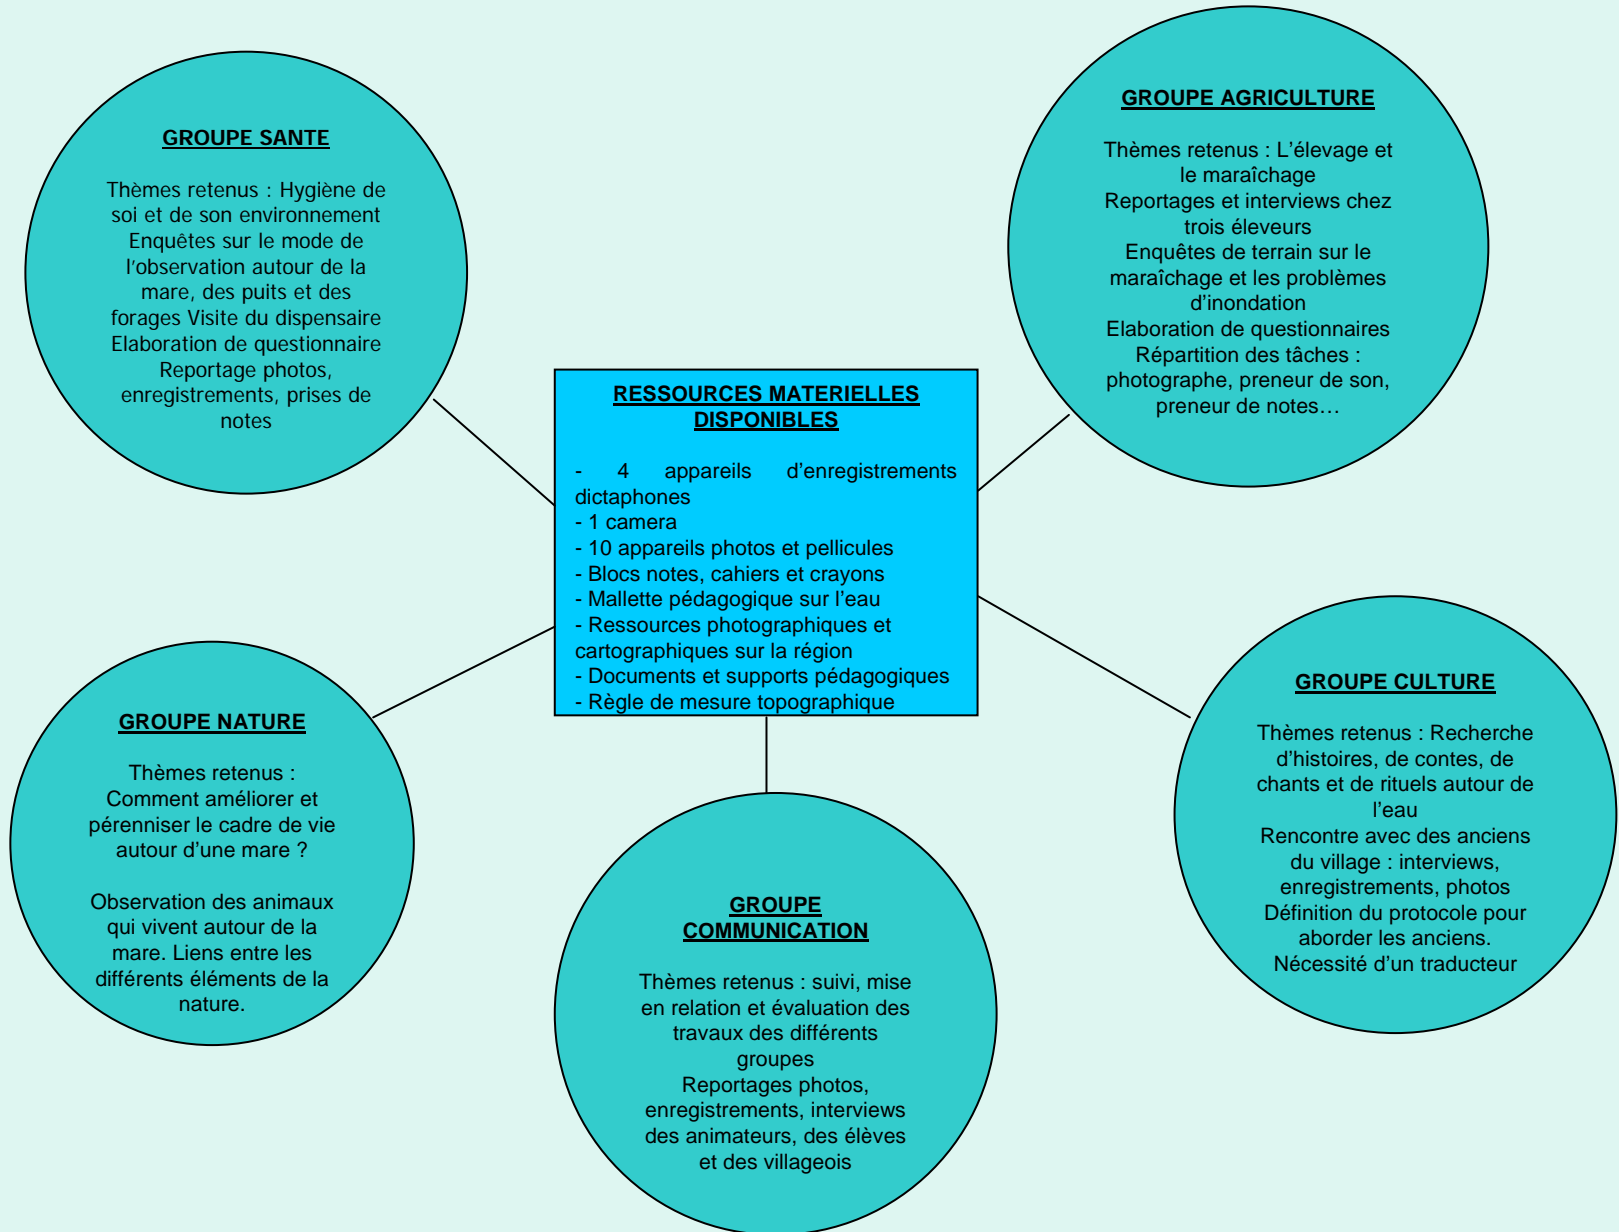 GROUPE SANTE
Thèmes retenus : Hygiène de
soi et de son environnement
Enquêtes sur le mode de
l'observation autour de la
mare, des puits et des
forages Visite du dispensaire
Elaboration de questionnaire
Reportage photos,
enregistrements, prises de
notes
GROUPE AGRICULTURE
Thèmes retenus : L'élevage et
le maraîchage
Reportages et interviews chez
trois éleveurs
Enquêtes de terrain sur le
maraîchage et les problèmes
d'inondation
Elaboration de questionnaires
Répartition des tâches :
photographe, preneur de son,
preneur de notes…
RESSOURCES MATERIELLES
DISPONIBLES
- 4 appareils d'enregistrements
dictaphones
- 1 camera
- 10 appareils photos et pellicules
- Blocs notes, cahiers et crayons
- Mallette pédagogique sur l'eau
- Ressources photographiques et
cartographiques sur la région
- Documents et supports pédagogiques
- Règle de mesure topographique
GROUPE NATURE
Thèmes retenus :
Comment améliorer et
pérenniser le cadre de vie
autour d'une mare ?
Observation des animaux
qui vivent autour de la
mare. Liens entre les
différents éléments de la
nature.
GROUPE
COMMUNICATION
Thèmes retenus : suivi, mise
en relation et évaluation des
travaux des différents
groupes
Reportages photos,
enregistrements, interviews
des animateurs, des élèves
et des villageois
GROUPE CULTURE
Thèmes retenus : Recherche
d'histoires, de contes, de
chants et de rituels autour de
l'eau
Rencontre avec des anciens
du village : interviews,
enregistrements, photos
Définition du protocole pour
aborder les anciens.
Nécessité d'un traducteur